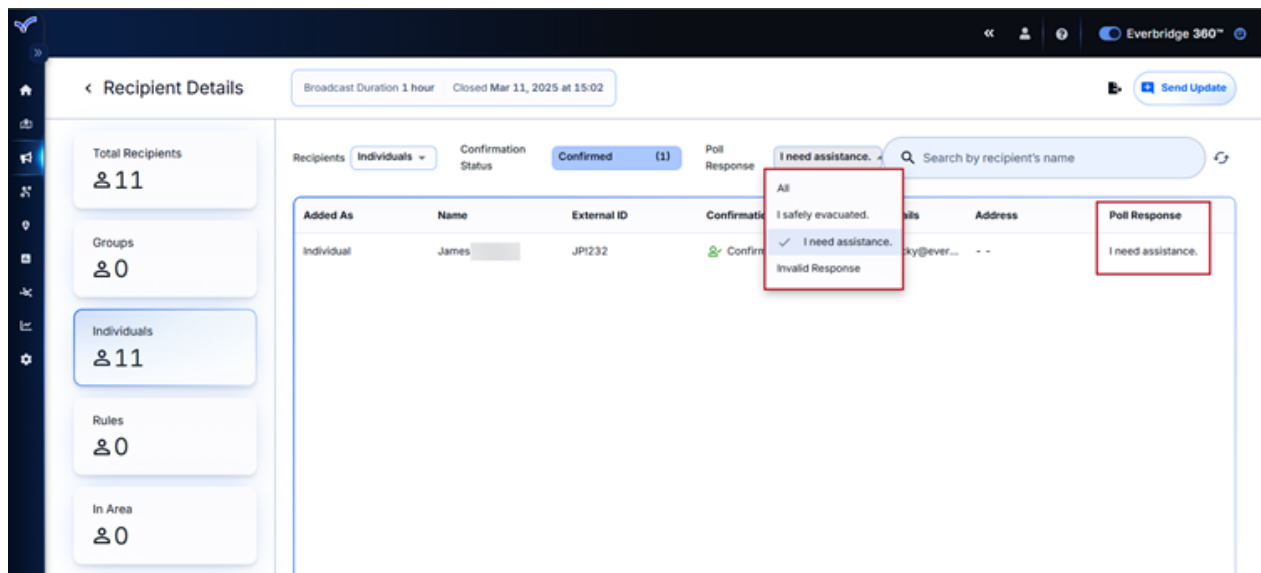 Everbridge 360™
Recipient Details
Broadcast Duration 1 hour Closed Mar 11, 2025 at 15:02
Send Update
Total Recipients
11
Groups
0
Individuals
11
Rules
0
In Area
0
Recipients Individuals
Confirmation
Status
Confirmed (1)
Poll
Response
I need assistance.
Search by recipient's name
All
I safely evacuated.
I need assistance.
Invalid Response
Added As Name External ID Confirmatio ails Address Poll Response
Individual James JP!232 Confirm cky@ever... - - I need assistance.